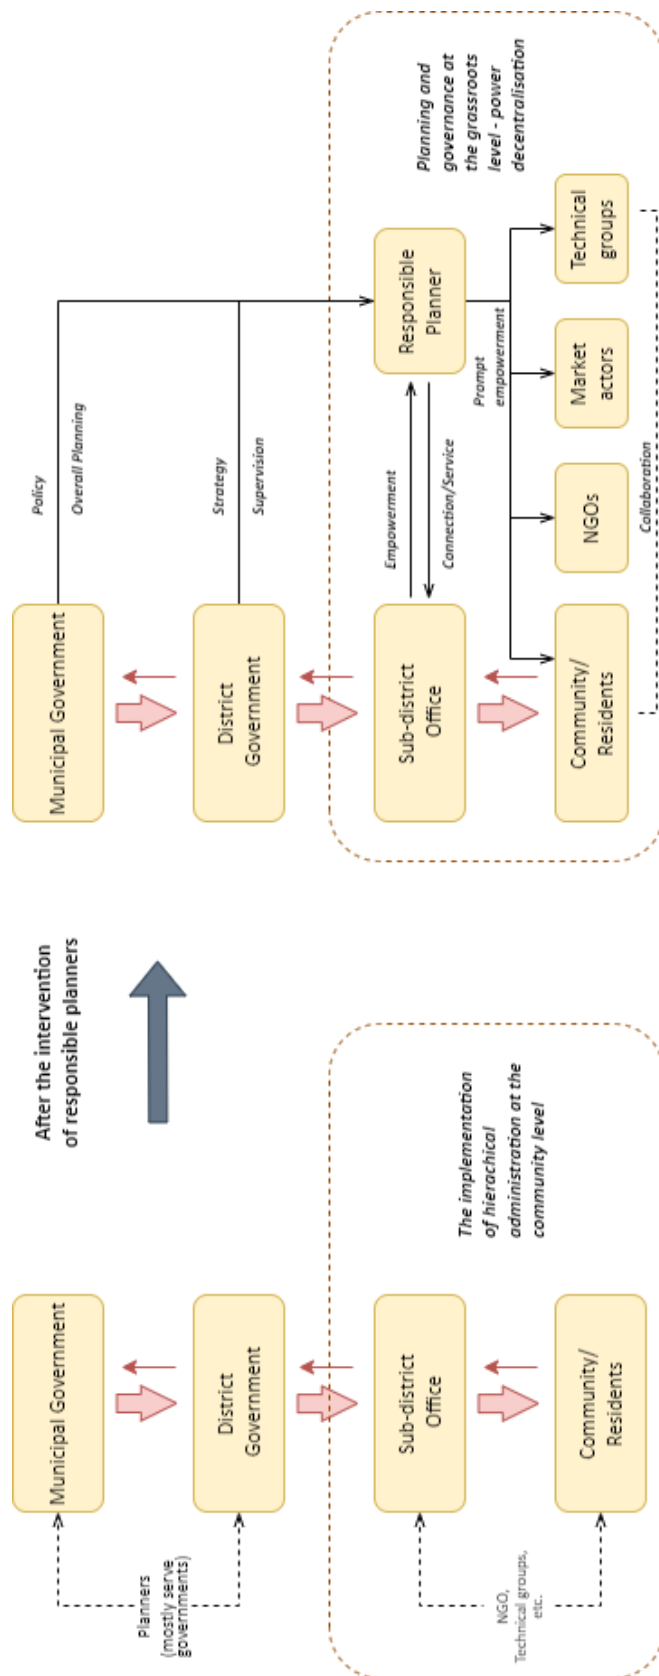 Planners
(mostly serve
governments)
Municipal Government
District
Government
NGO,
Technical groups,
etc.
Sub-district
Office
Community/
Residents
The implementation
of hierachical
administration at the
community level
After the intervention
of responsible planners
Municipal Government
Policy
Overall Planning
District
Government
Strategy
Supervision
Sub-district
Office
Empowerment
Connection/Service
Responsible
Planner
Planning and
governance at
the grassroots
level - power
decentralisation
Prompt
empowerment
Community/
Residents
NGOs
Market
actors
Technical
groups
Collaboration